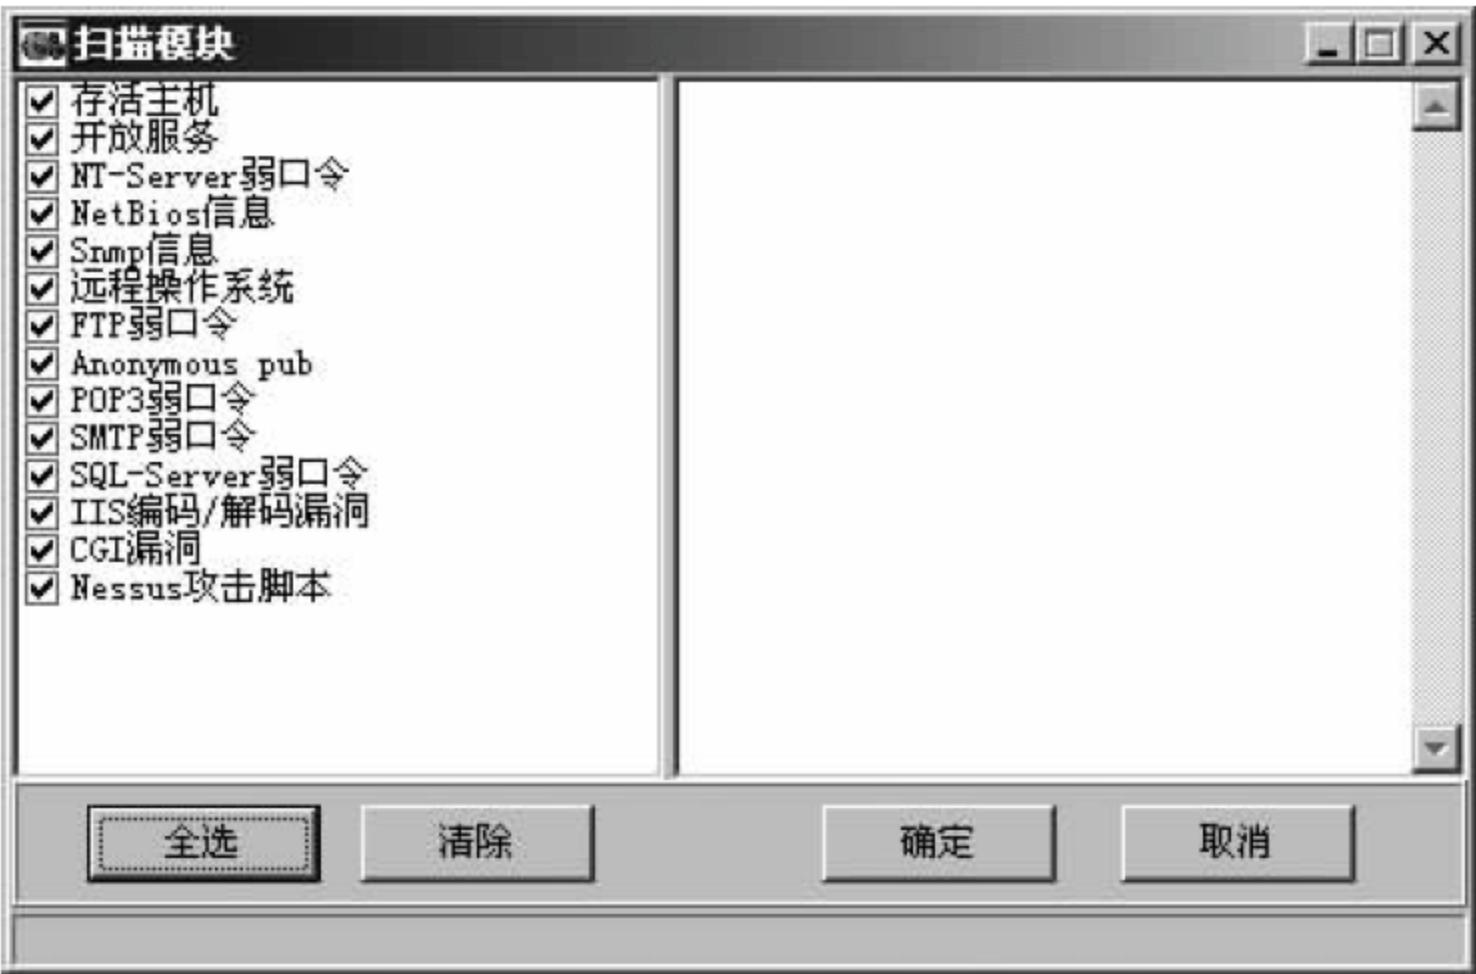 扫描模块
存活主机
开放服务
NT-Server弱口令
NetBios信息
Snmp信息
远程操作系统
FTP弱口令
Anonymous pub
POP3弱口令
SMTP弱口令
SQL-Server弱口令
IIS编码/解码漏洞
CGI漏洞
Nessus攻击脚本
全选 清除 确定 取消